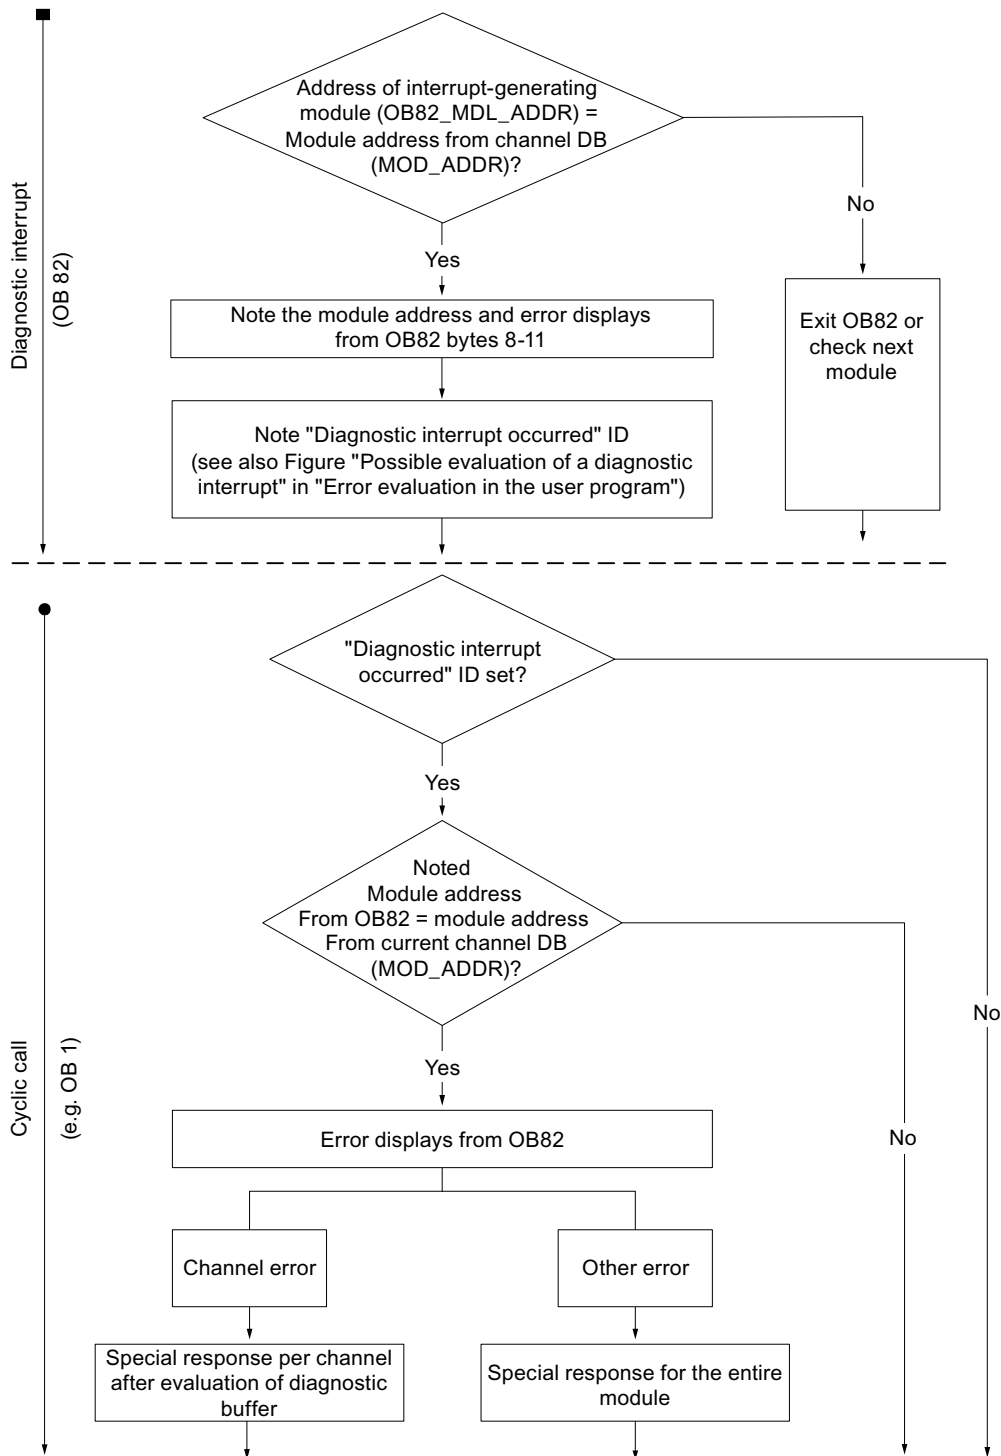 Address of interrupt-generating
module (OB82_MDL_ADDR) =
Module address from channel DB
(MOD_ADDR)?
Diagnostic interrupt
(OB 82)
No
Yes
Note the module address and error displays
from OB82 bytes 8-11
Exit OB82 or
check next
module
Note "Diagnostic interrupt occurred" ID
(see also Figure "Possible evaluation of a diagnostic
interrupt" in "Error evaluation in the user program")
"Diagnostic interrupt
occurred" ID set?
Yes
Noted
Module address
From OB82 = module address
From current channel DB
(MOD_ADDR)?
No
Cyclic call
(e.g. OB 1)
Yes
No
Error displays from OB82
Channel error
Other error
Special response per channel
after evaluation of diagnostic
buffer
Special response for the entire
module